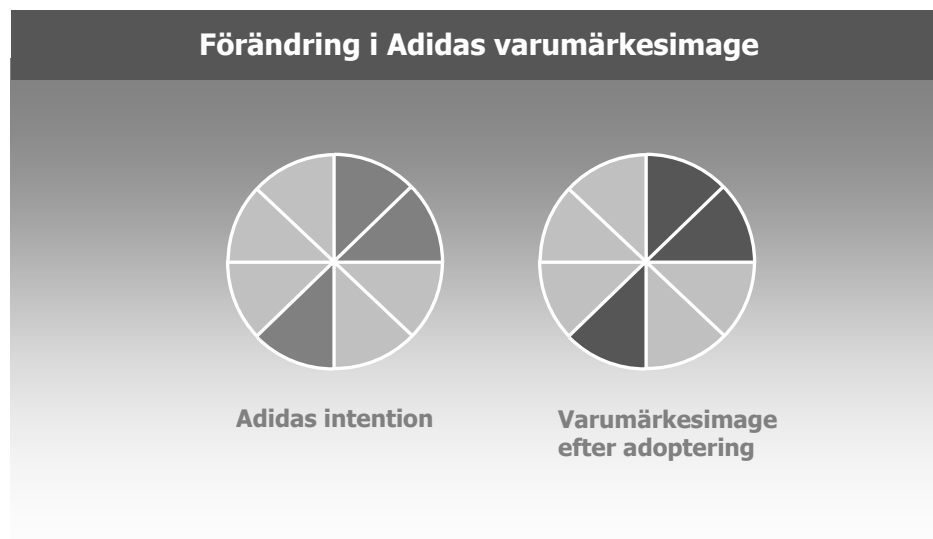 Förändring i Adidas varumärkesimage
Adidas intention
Varumärkesimage
efter adoptering